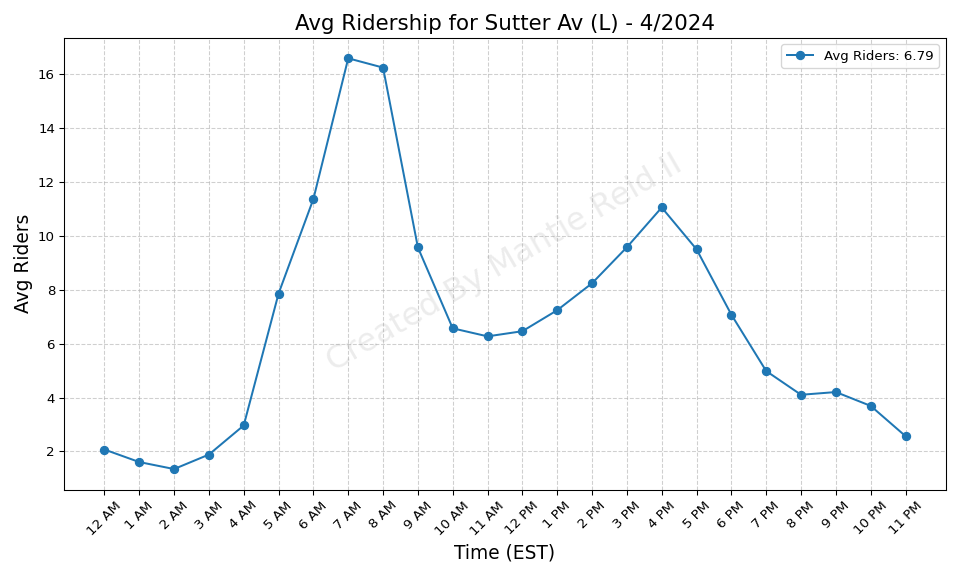 Avg Ridership for Sutter Av (L) - 4/2024
Avg Riders: 6.79
16
14
12
10
8
6
4
2
Avg Riders
Created By Mantie Reid II
12 AM
1 AM
2 AM
3 AM
4 AM
5 AM
6 AM
7 AM
8 AM
9 AM
10 AM
11 AM
12 PM
1 PM
2 PM
3 PM
4 PM
5 PM
6 PM
7 PM
8 PM
9 PM
10 PM
11 PM
Time (EST)